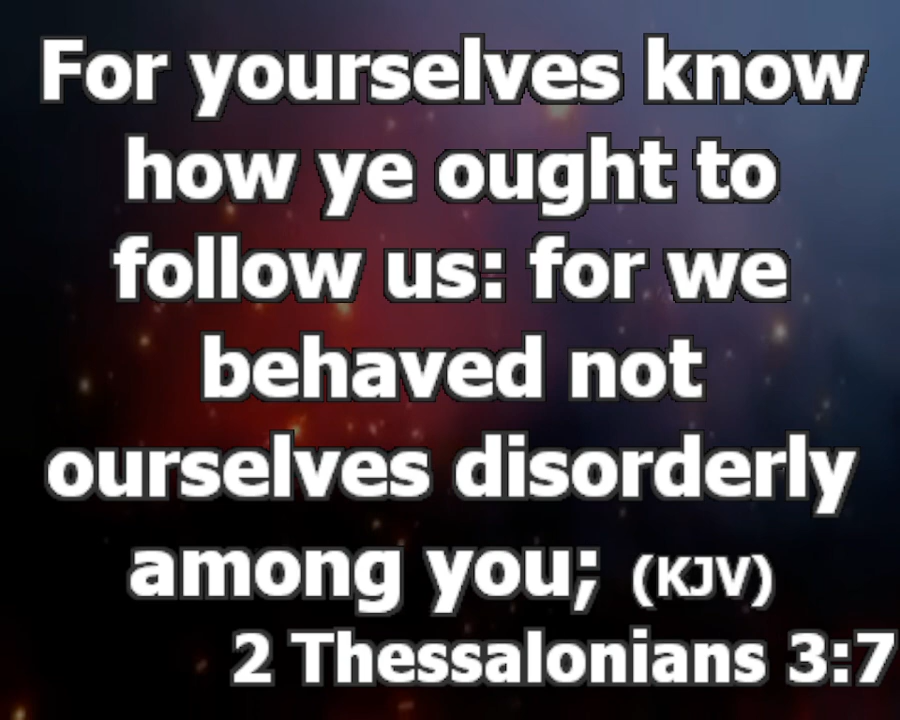 For yourselves know
how ye ought to
follow us: for we
behaved not
ourselves disorderly
among you; (KJV)
2 Thessalonians 3:7